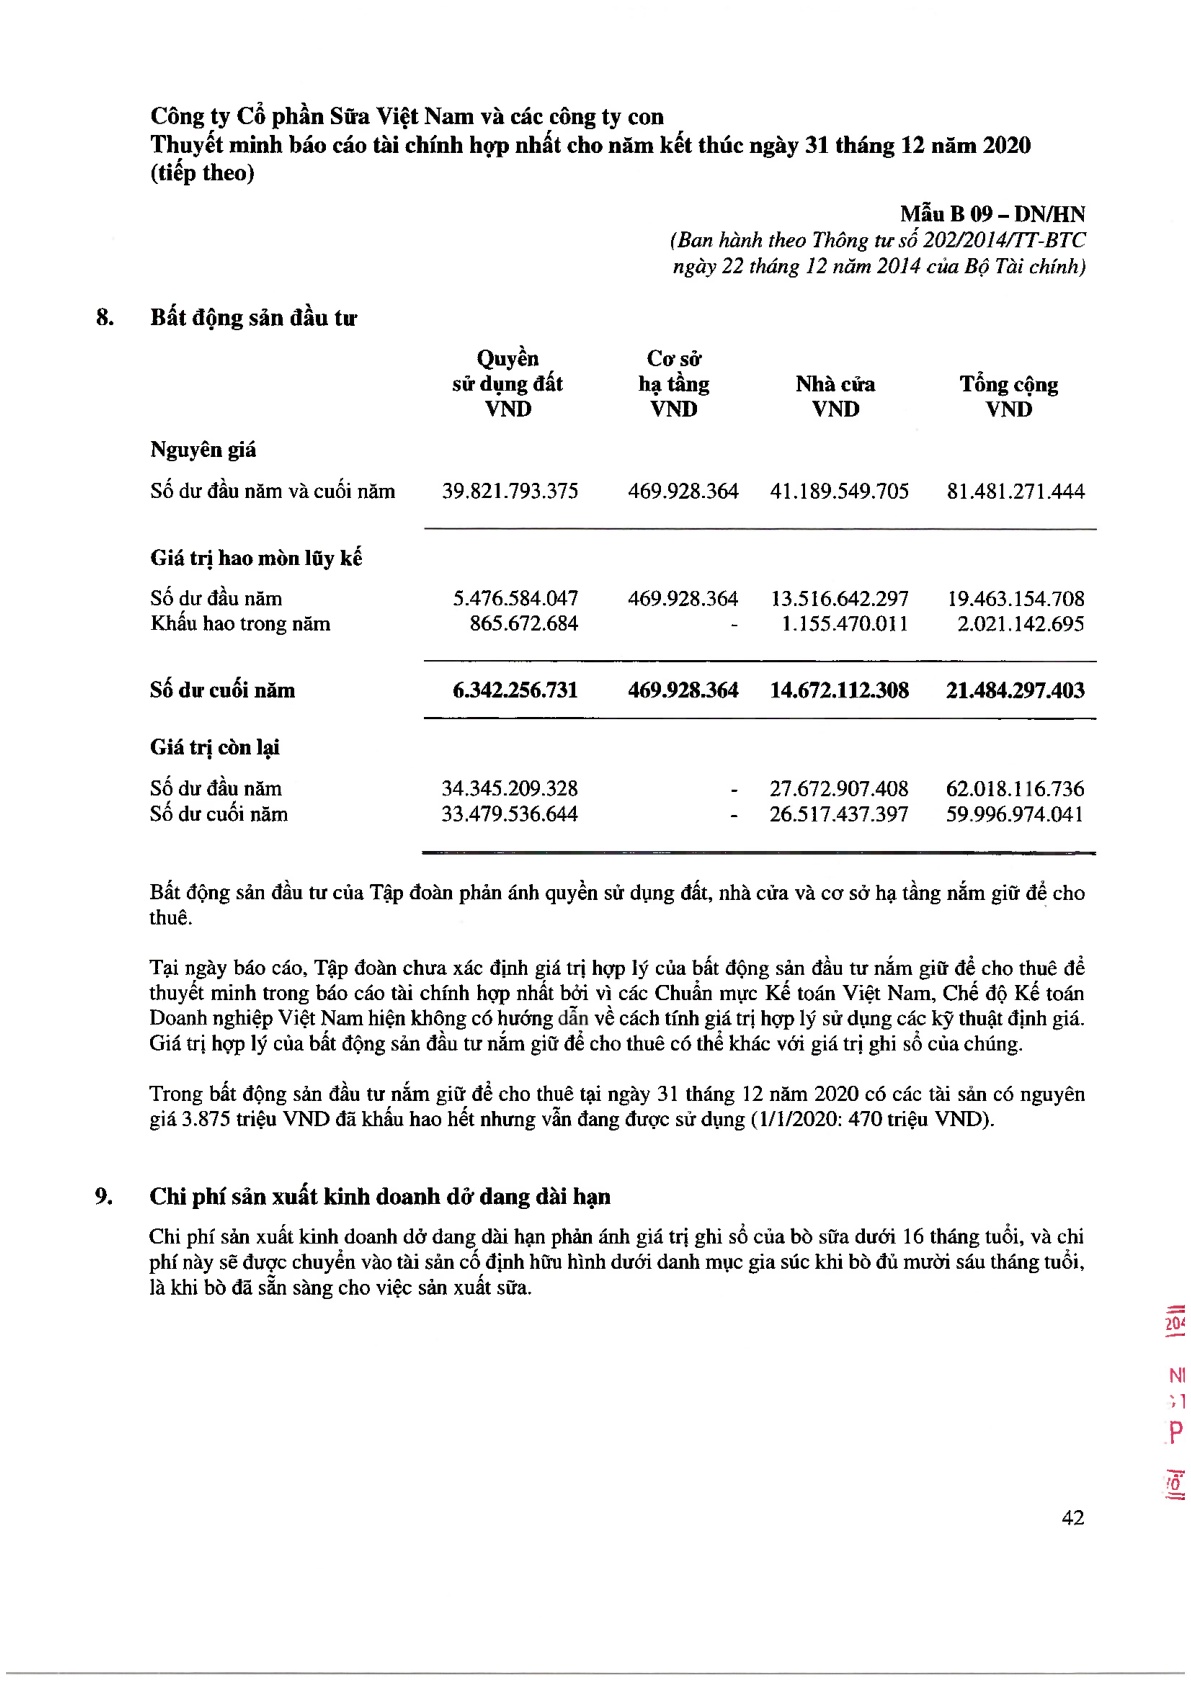 Công ty Cổ phần Sữa Việt Nam và các công ty con
Thuyết minh báo cáo tài chính hợp nhất cho năm kết thúc ngày 31 tháng 12 năm 2020
(tiếp theo)
Mẫu B 09 – DN/HN
(Ban hành theo Thông tư số 202/2014/TT-BTC
ngày 22 tháng 12 năm 2014 của Bộ Tài chính)
8. Bất động sản đầu tư
Quyền Cơ sở
sử dụng đất hạ tầng Nhà cửa Tổng cộng
VND VND VND VND
Nguyên giá
Số dư đầu năm và cuối năm 39.821.793.375 469.928.364 41.189.549.705 81.481.271.444
Giá trị hao mòn lũy kế
Số dư đầu năm 5.476.584.047 469.928.364 13.516.642.297 19.463.154.708
Khấu hao trong năm 865.672.684 - 1.155.470.011 2.021.142.695
Số dư cuối năm 6.342.256.731 469.928.364 14.672.112.308 21.484.297.403
Giá trị còn lại
Số dư đầu năm 34.345.209.328 - 27.672.907.408 62.018.116.736
Số dư cuối năm 33.479.536.644 - 26.517.437.397 59.996.974.041
Bất động sản đầu tư của Tập đoàn phản ánh quyền sử dụng đất, nhà cửa và cơ sở hạ tầng nắm giữ để cho
thuê.
Tại ngày báo cáo, Tập đoàn chưa xác định giá trị hợp lý của bất động sản đầu tư nắm giữ để cho thuê để
thuyết minh trong báo cáo tài chính hợp nhất bởi vì các Chuẩn mực Kế toán Việt Nam, Chế độ Kế toán
Doanh nghiệp Việt Nam hiện không có hướng dẫn về cách tính giá trị hợp lý sử dụng các kỹ thuật định giá.
Giá trị hợp lý của bất động sản đầu tư nắm giữ để cho thuê có thể khác với giá trị ghi sổ của chúng.
Trong bất động sản đầu tư nắm giữ để cho thuê tại ngày 31 tháng 12 năm 2020 có các tài sản có nguyên
giá 3.875 triệu VND đã khấu hao hết nhưng vẫn đang được sử dụng (1/1/2020: 470 triệu VND).
9. Chi phí sản xuất kinh doanh dở dang dài hạn
Chi phí sản xuất kinh doanh dở dang dài hạn phản ánh giá trị ghi sổ của bò sữa dưới 16 tháng tuổi, và chi
phí này sẽ được chuyển vào tài sản cố định hữu hình dưới danh mục gia súc khi bò đủ mười sáu tháng tuổi,
là khi bò đã sẵn sàng cho việc sản xuất sữa.
204
P
42